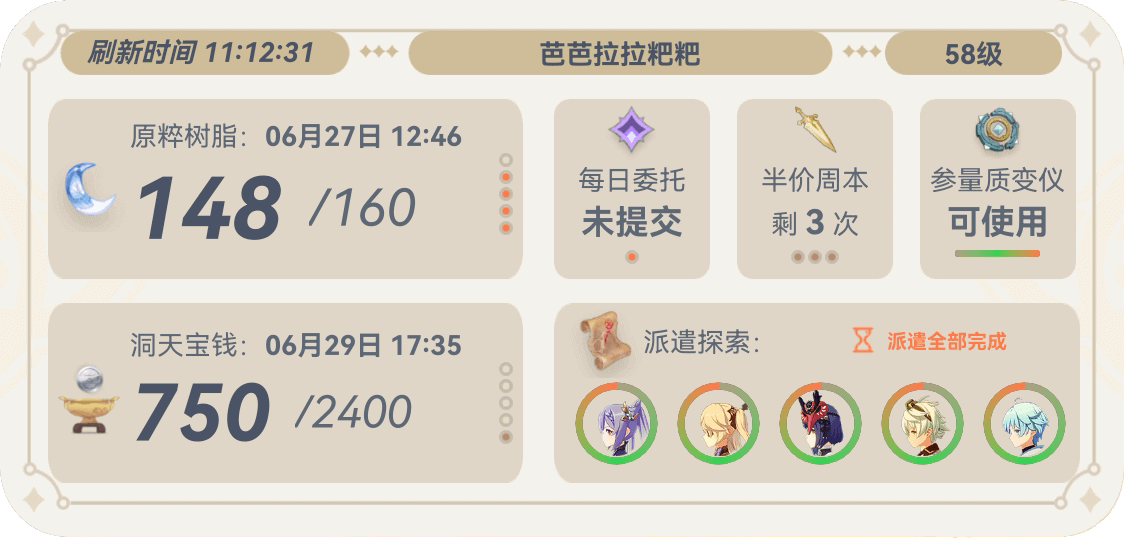 刷新时间 11:12:31
芭芭拉拉粑粑
58级
原粹树脂： 06月27日 12:46
148 /160
每日委托
未提交
半价周本
剩 3 次
参量质变仪
可使用
洞天宝钱： 06月29日 17:35
750 /2400
派遣探索：
派遣全部完成